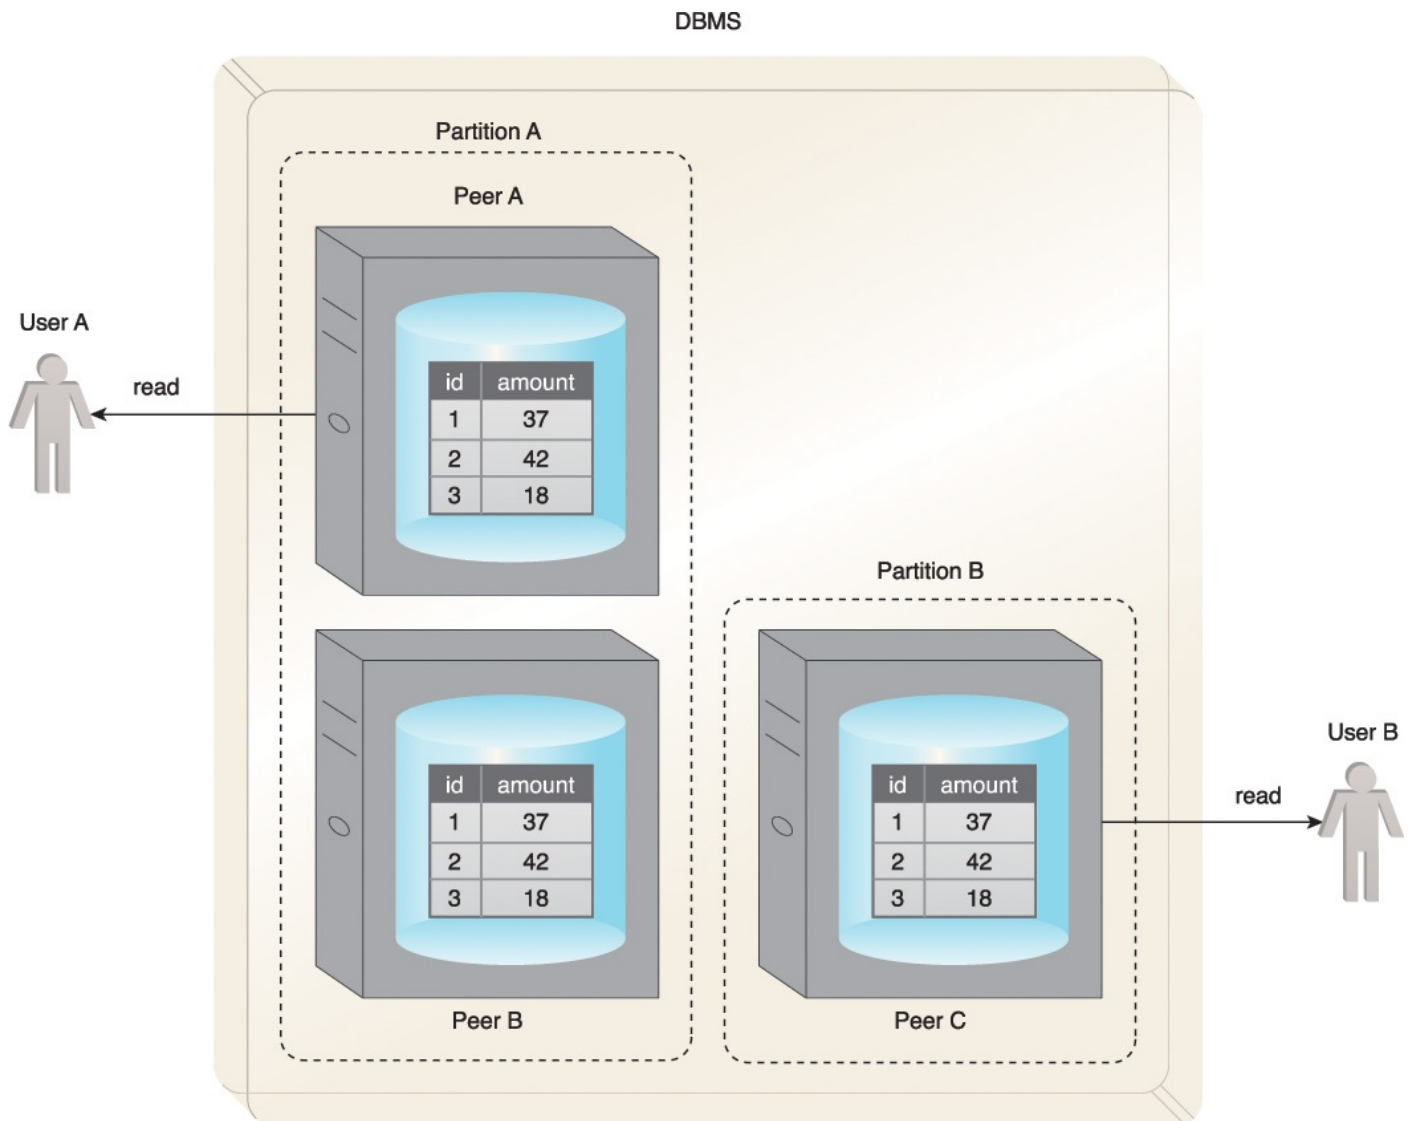 DBMS
Partition A
Peer A
User A
read
id amount
1 37
2 42
3 18
Partition B
id amount
1 37
2 42
3 18
Peer B
id amount
1 37
2 42
3 18
Peer C
User B
read